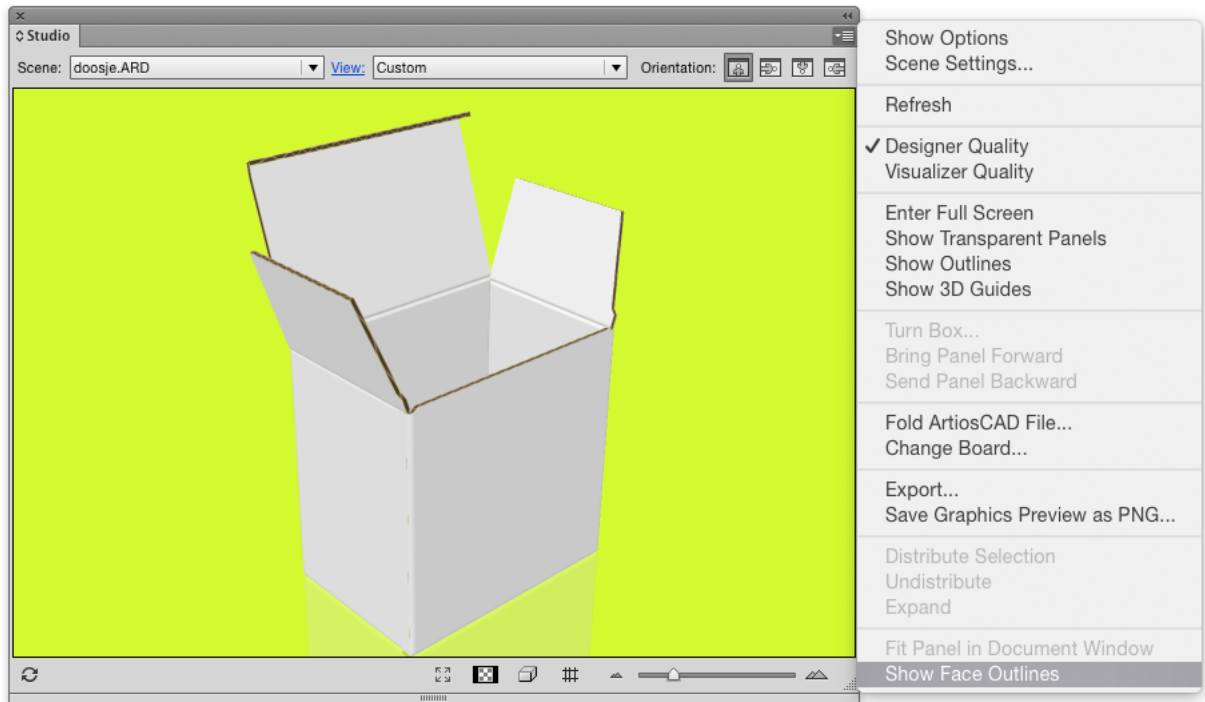 Studio
Scene: doosje.ARD View: Custom Orientation:
Show Options
Scene Settings...
Refresh
✓ Designer Quality
Visualizer Quality
Enter Full Screen
Show Transparent Panels
Show Outlines
Show 3D Guides
Turn Box...
Bring Panel Forward
Send Panel Backward
Fold ArtiosCAD File...
Change Board...
Export...
Save Graphics Preview as PNG...
Distribute Selection
Undistribute
Expand
Fit Panel in Document Window
Show Face Outlines